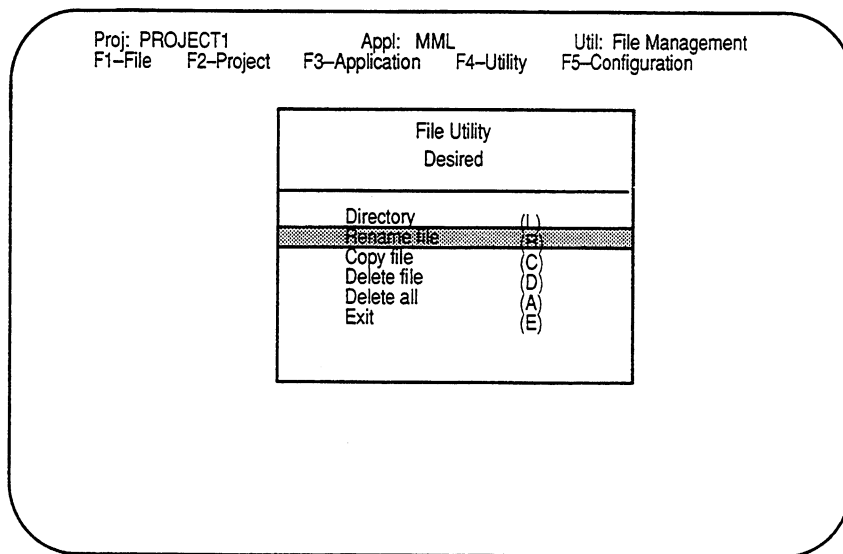 Proj: PROJECT1 Appl: MML Util: File Management
F1–File F2–Project F3–Application F4–Utility F5–Configuration
File Utility
Desired
Directory (L)
Rename file (R)
Copy file (C)
Delete file (D)
Delete all (A)
Exit (E)